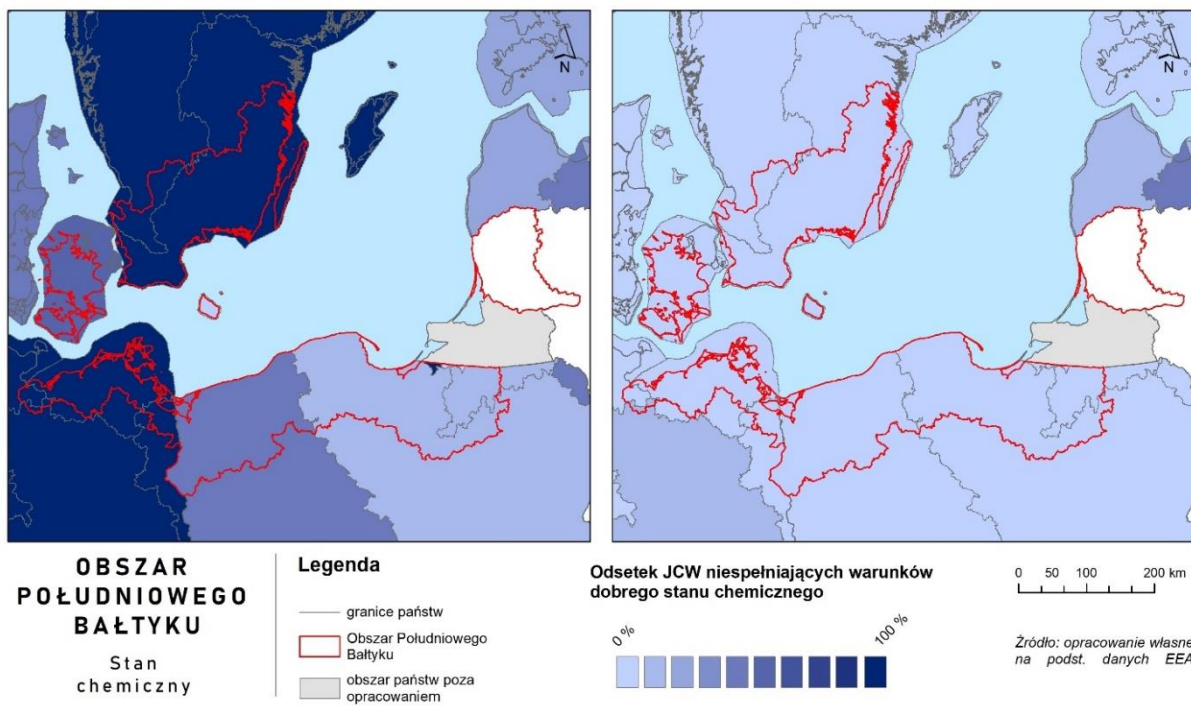 N
N
OBSZAR
POŁUDNIOWEGO
BAŁTYKU
Stan
chemiczny
Legenda
granice państw
Obszar Południowego
Bałtyku
obszar państw poza
opracowaniem
Odsetek JCW niespełniających warunków
dobrego stanu chemicznego
0 %
100 %
0 50 100 200 km
Źródło: opracowanie własne
na podst. danych EEA